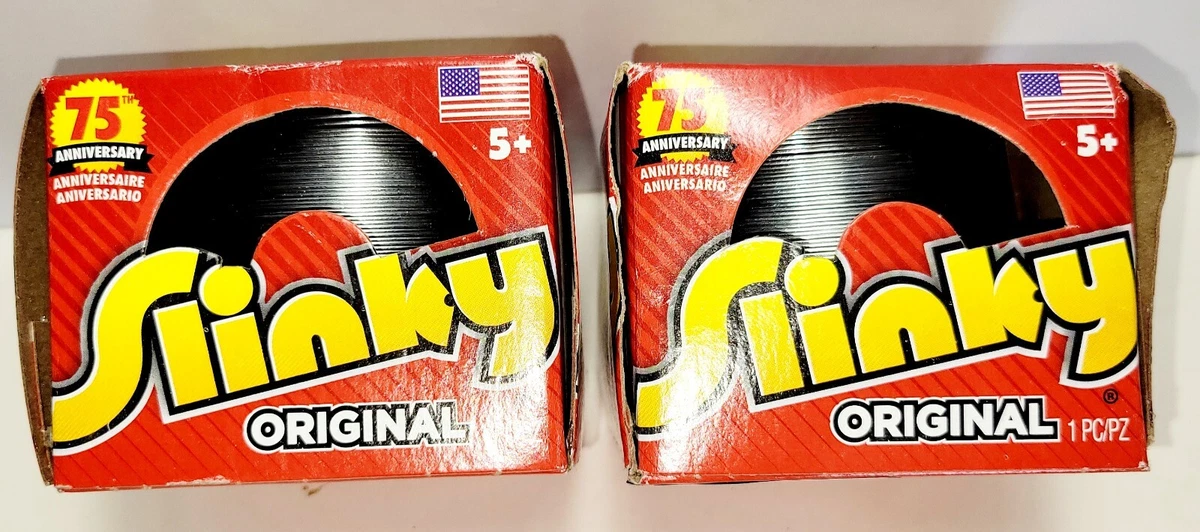 75TH
ANNIVERSARY
ANNIVERSAIRE
ANIVERSARIO
5+
Slinky
ORIGINAL
75TH
ANNIVERSARY
ANNIVERSAIRE
ANIVERSARIO
5+
Slinky®
ORIGINAL 1 PC/PZ